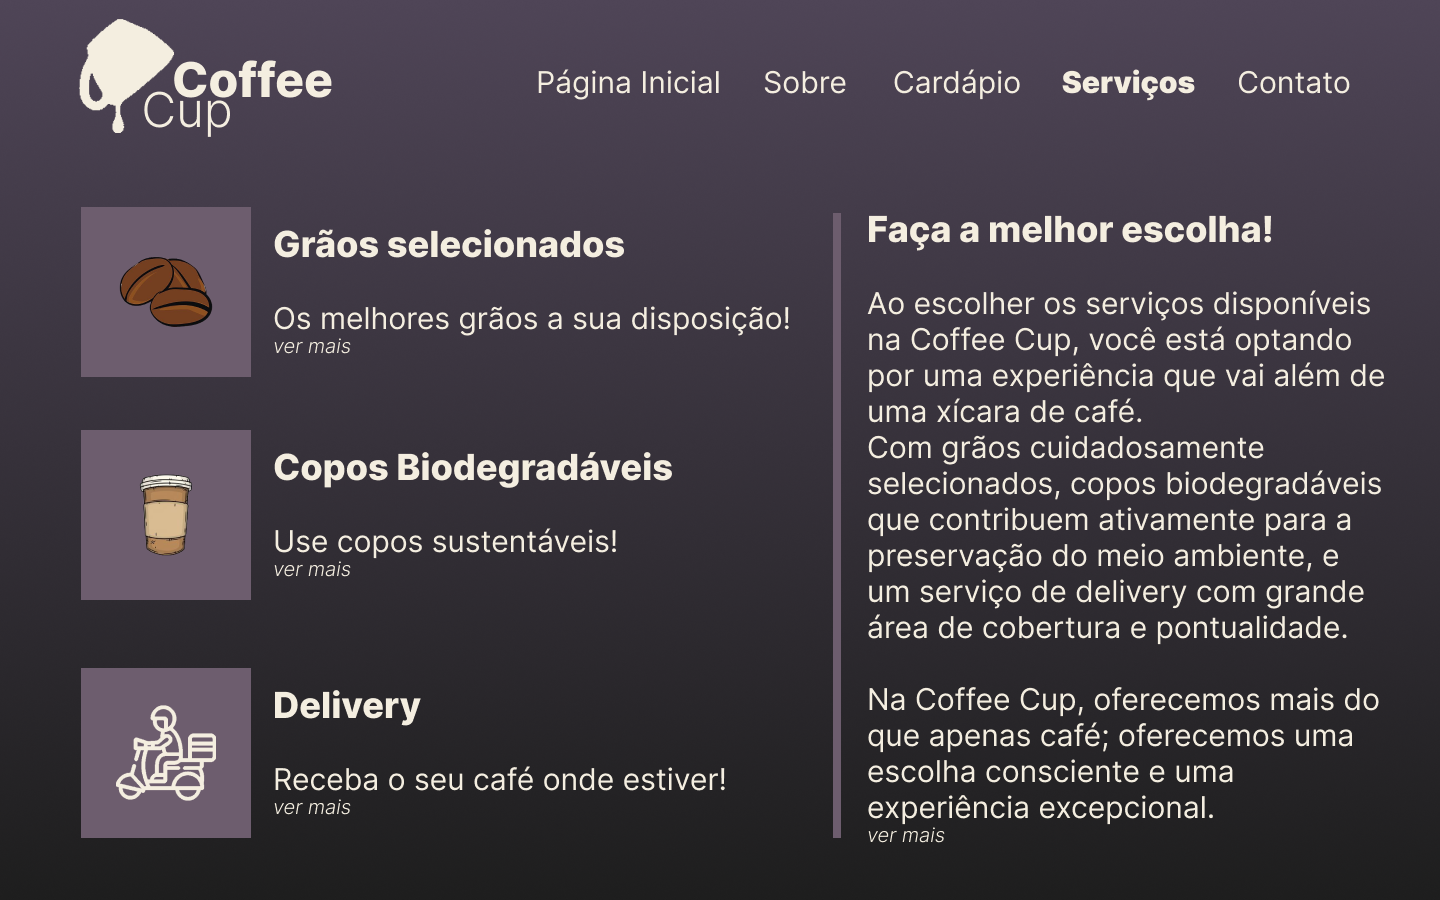 Coffee
Cup
Página Inicial Sobre Cardápio Serviços Contato
Grãos selecionados
Os melhores grãos a sua disposição!
ver mais
Copos Biodegradáveis
Use copos sustentáveis!
ver mais
Delivery
Receba o seu café onde estiver!
ver mais
Faça a melhor escolha!
Ao escolher os serviços disponíveis
na Coffee Cup, você está optando
por uma experiência que vai além de
uma xícara de café.
Com grãos cuidadosamente
selecionados, copos biodegradáveis
que contribuem ativamente para a
preservação do meio ambiente, e
um serviço de delivery com grande
área de cobertura e pontualidade.
Na Coffee Cup, oferecemos mais do
que apenas café; oferecemos uma
escolha consciente e uma
experiência excepcional.
ver mais